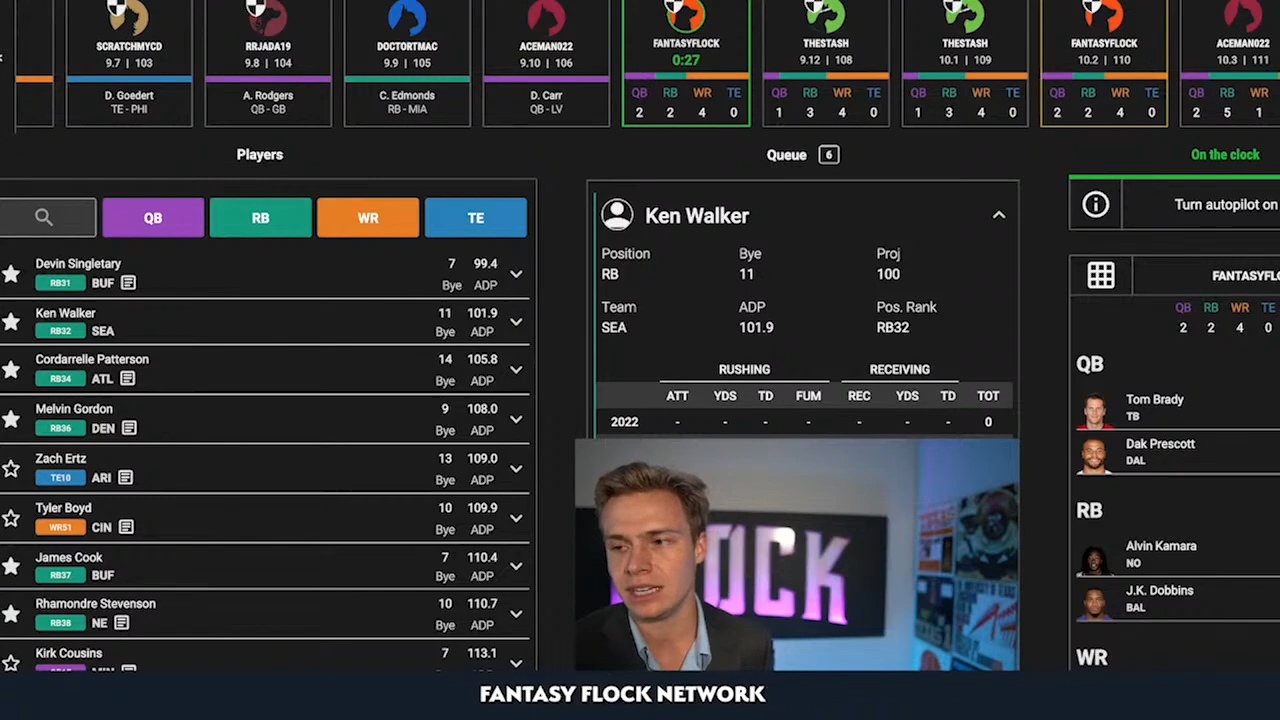 SCRATCHMYCD
9.7 | 103
D. Goedert
TE - PHI
RRJADA19
9.8 | 104
A. Rodgers
QB - GB
DOCTORTMAC
9.9 | 105
C. Edmonds
RB - MIA
ACEMAN022
9.10 | 106
D. Carr
QB - LV
FANTASYFLOCK
0:27
QB RB WR TE
2 2 4 0
THESTASH
9.12 | 108
QB RB WR TE
1 3 4 0
THESTASH
10.1 | 109
QB RB WR TE
1 3 4 0
FANTASYFLOCK
10.2 | 110
QB RB WR TE
2 2 4 0
ACEMAN022
10.3 | 111
QB RB WR
2 5 1
Players
QB RB WR TE
Devin Singletary 7 99.4
RB31 BUF Bye ADP
Ken Walker 11 101.9
RB32 SEA Bye ADP
Cordarrelle Patterson 14 105.8
RB34 ATL Bye ADP
Melvin Gordon 9 108.0
RB36 DEN Bye ADP
Zach Ertz 13 109.0
TE10 ARI Bye ADP
Tyler Boyd 10 109.9
WR51 CIN Bye ADP
James Cook 7 110.4
RB37 BUF Bye ADP
Rhamondre Stevenson 10 110.7
RB38 NE Bye ADP
Kirk Cousins 7 113.1
Queue 6
Ken Walker
Position Bye Proj
RB 11 100
Team ADP Pos. Rank
SEA 101.9 RB32
RUSHING RECEIVING
ATT YDS TD FUM REC YDS TD TOT
2022 - - - - - - - 0
OCK
On the clock
Turn autopilot on
FANTASYFLO
QB RB WR TE
2 2 4 0
QB
Tom Brady
TB
Dak Prescott
DAL
RB
Alvin Kamara
NO
J.K. Dobbins
BAL
WR
FANTASY FLOCK NETWORK